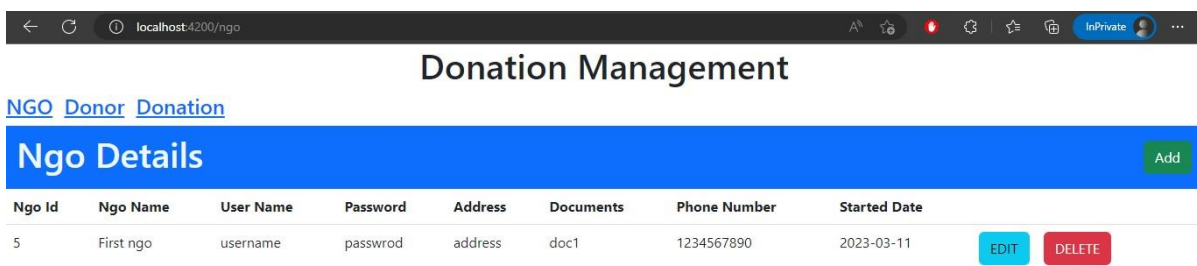 localhost:4200/ngo InPrivate
Donation Management
NGO Donor Donation
Ngo Details Add
Ngo Id Ngo Name User Name Password Address Documents Phone Number Started Date
5 First ngo username passwrod address doc1 1234567890 2023-03-11 EDIT DELETE